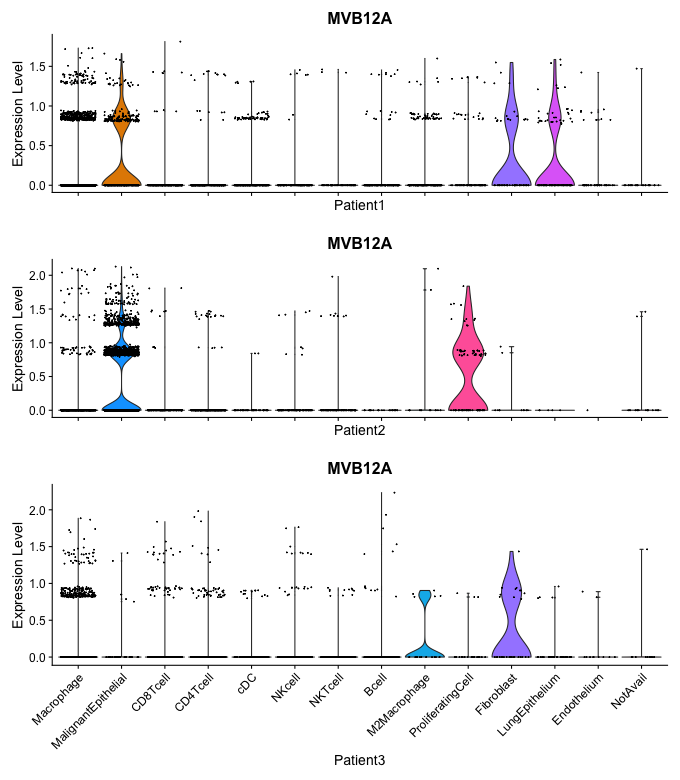 MVB12A
Expression Level
1.5
1.0
0.5
0.0
Patient1
MVB12A
Expression Level
2.0
1.5
1.0
0.5
0.0
Patient2
MVB12A
Expression Level
2.0
1.5
1.0
0.5
0.0
Macrophage
MalignantEpithelial
CD8Tcell
CD4Tcell
cDC
NKcell
NKTcell
Bcell
M2Macrophage
ProliferatingCell
Fibroblast
LungEpithelium
Endothelium
NotAvail
Patient3